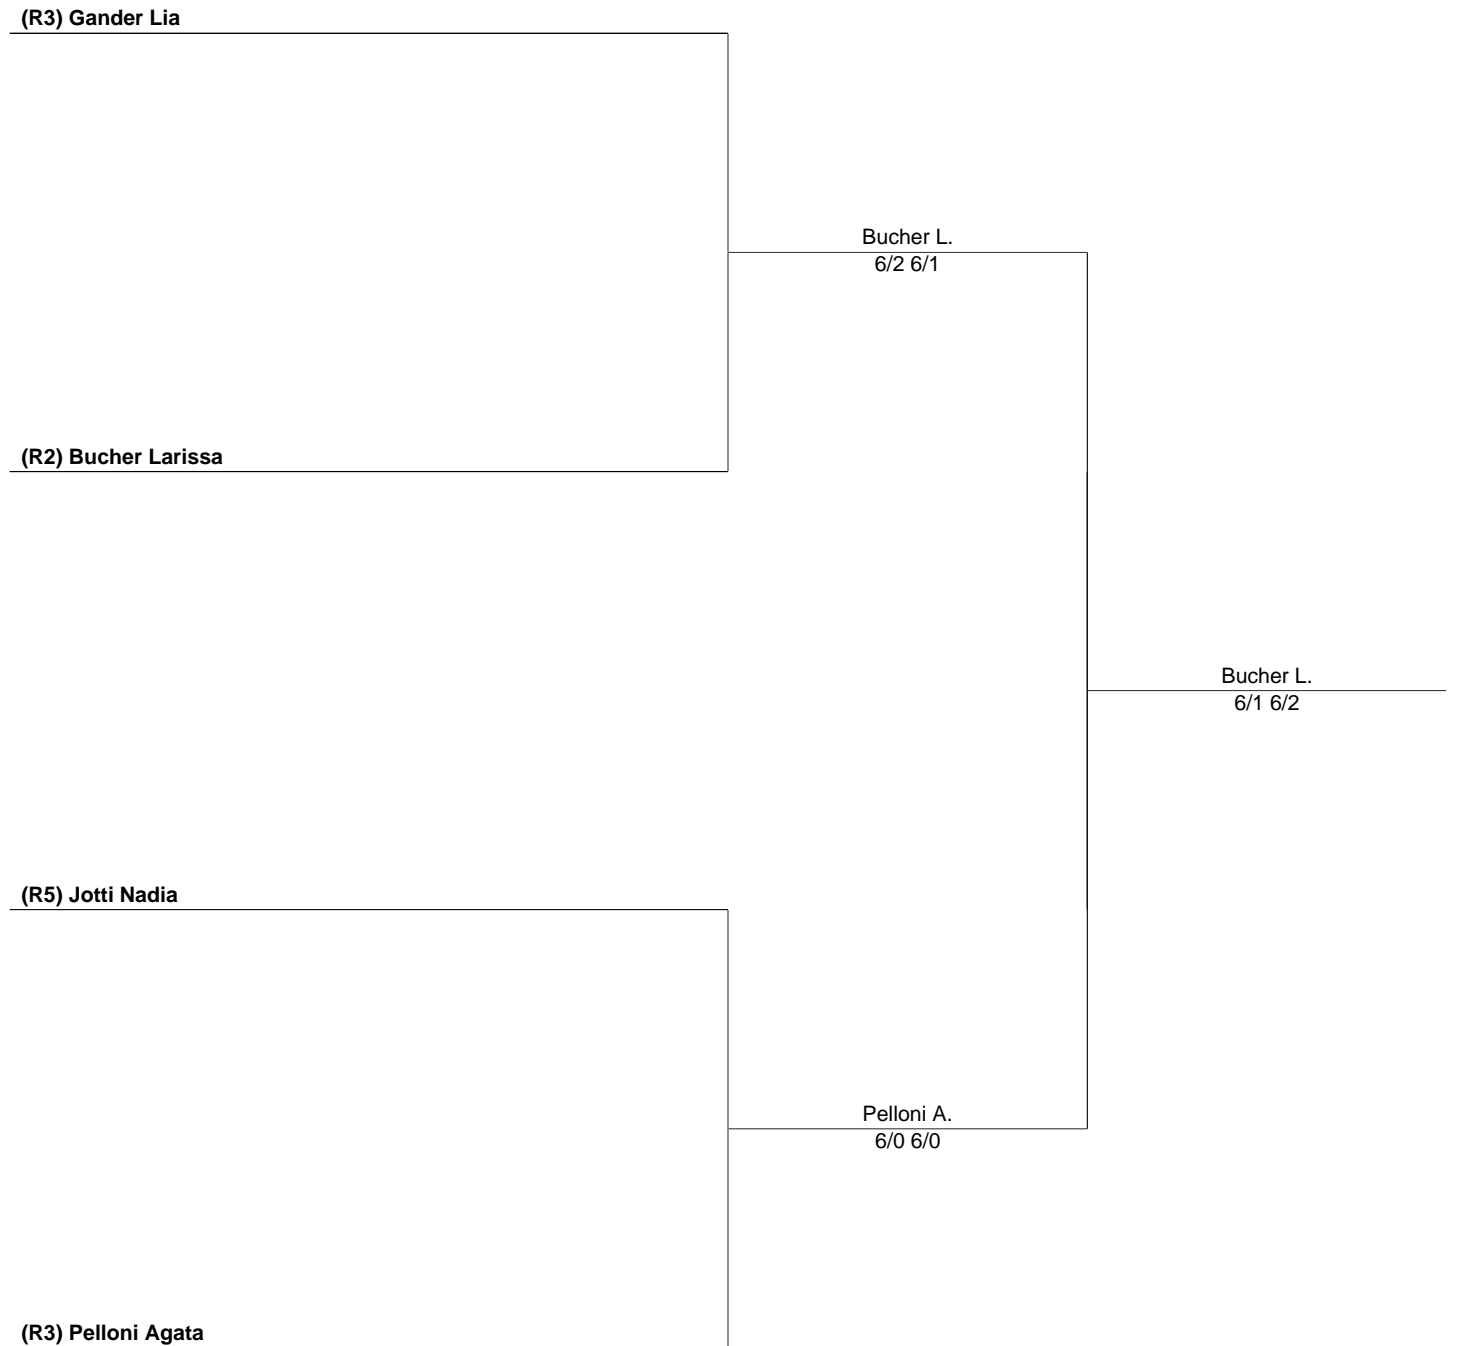 (R3) Gander Lia
Bucher L.
6/2 6/1
(R2) Bucher Larissa
Bucher L.
6/1 6/2
(R5) Jotti Nadia
Pelloni A.
6/0 6/0
(R3) Pelloni Agata